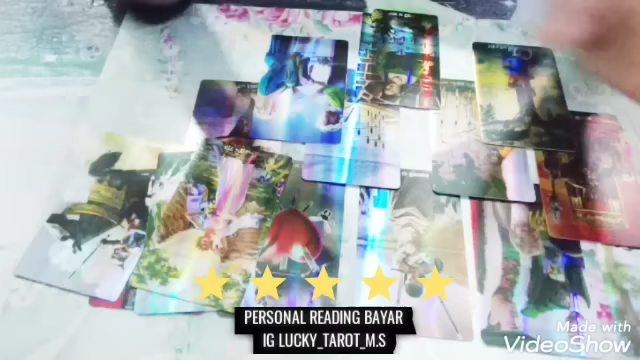 PERSONAL READING BAYAR
IG LUCKY_TAROT_M.S
Made with
VideoShow